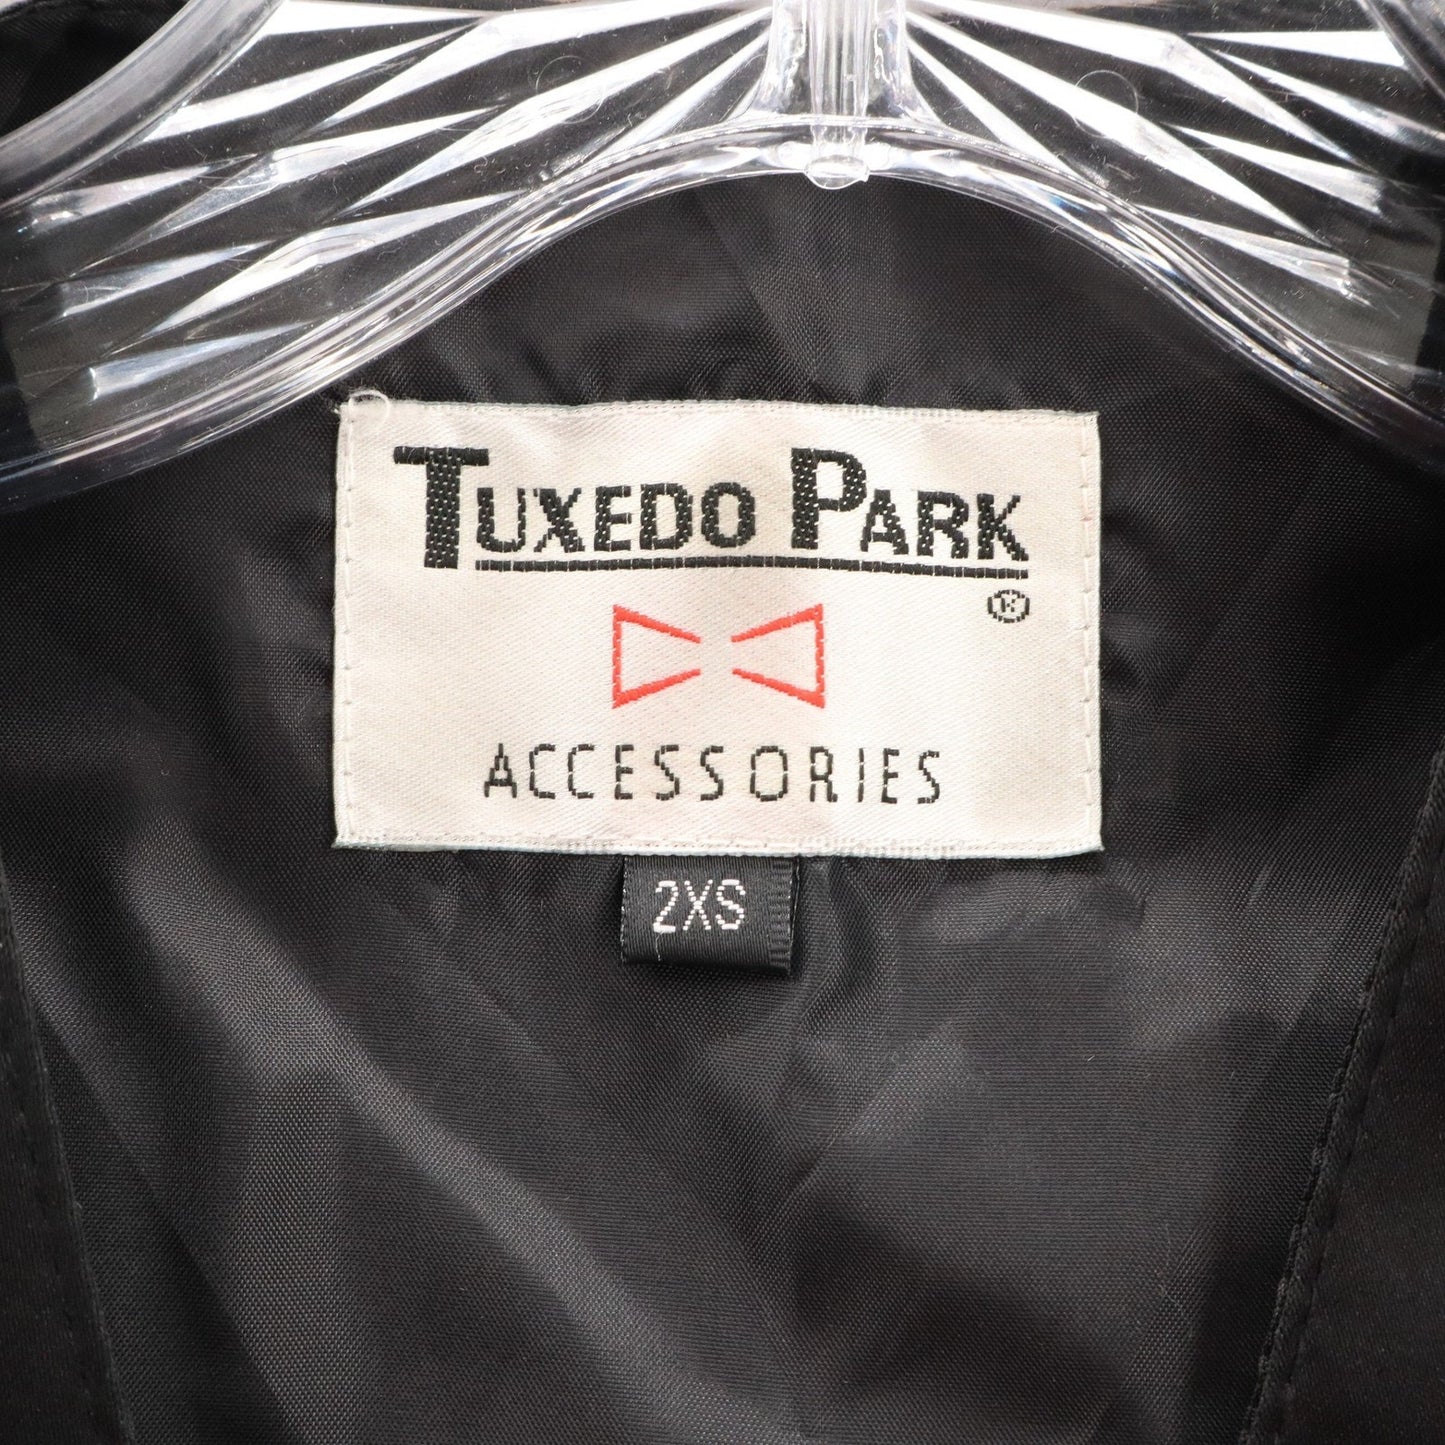 TUXEDO PARK
®
ACCESSORIES
2XS